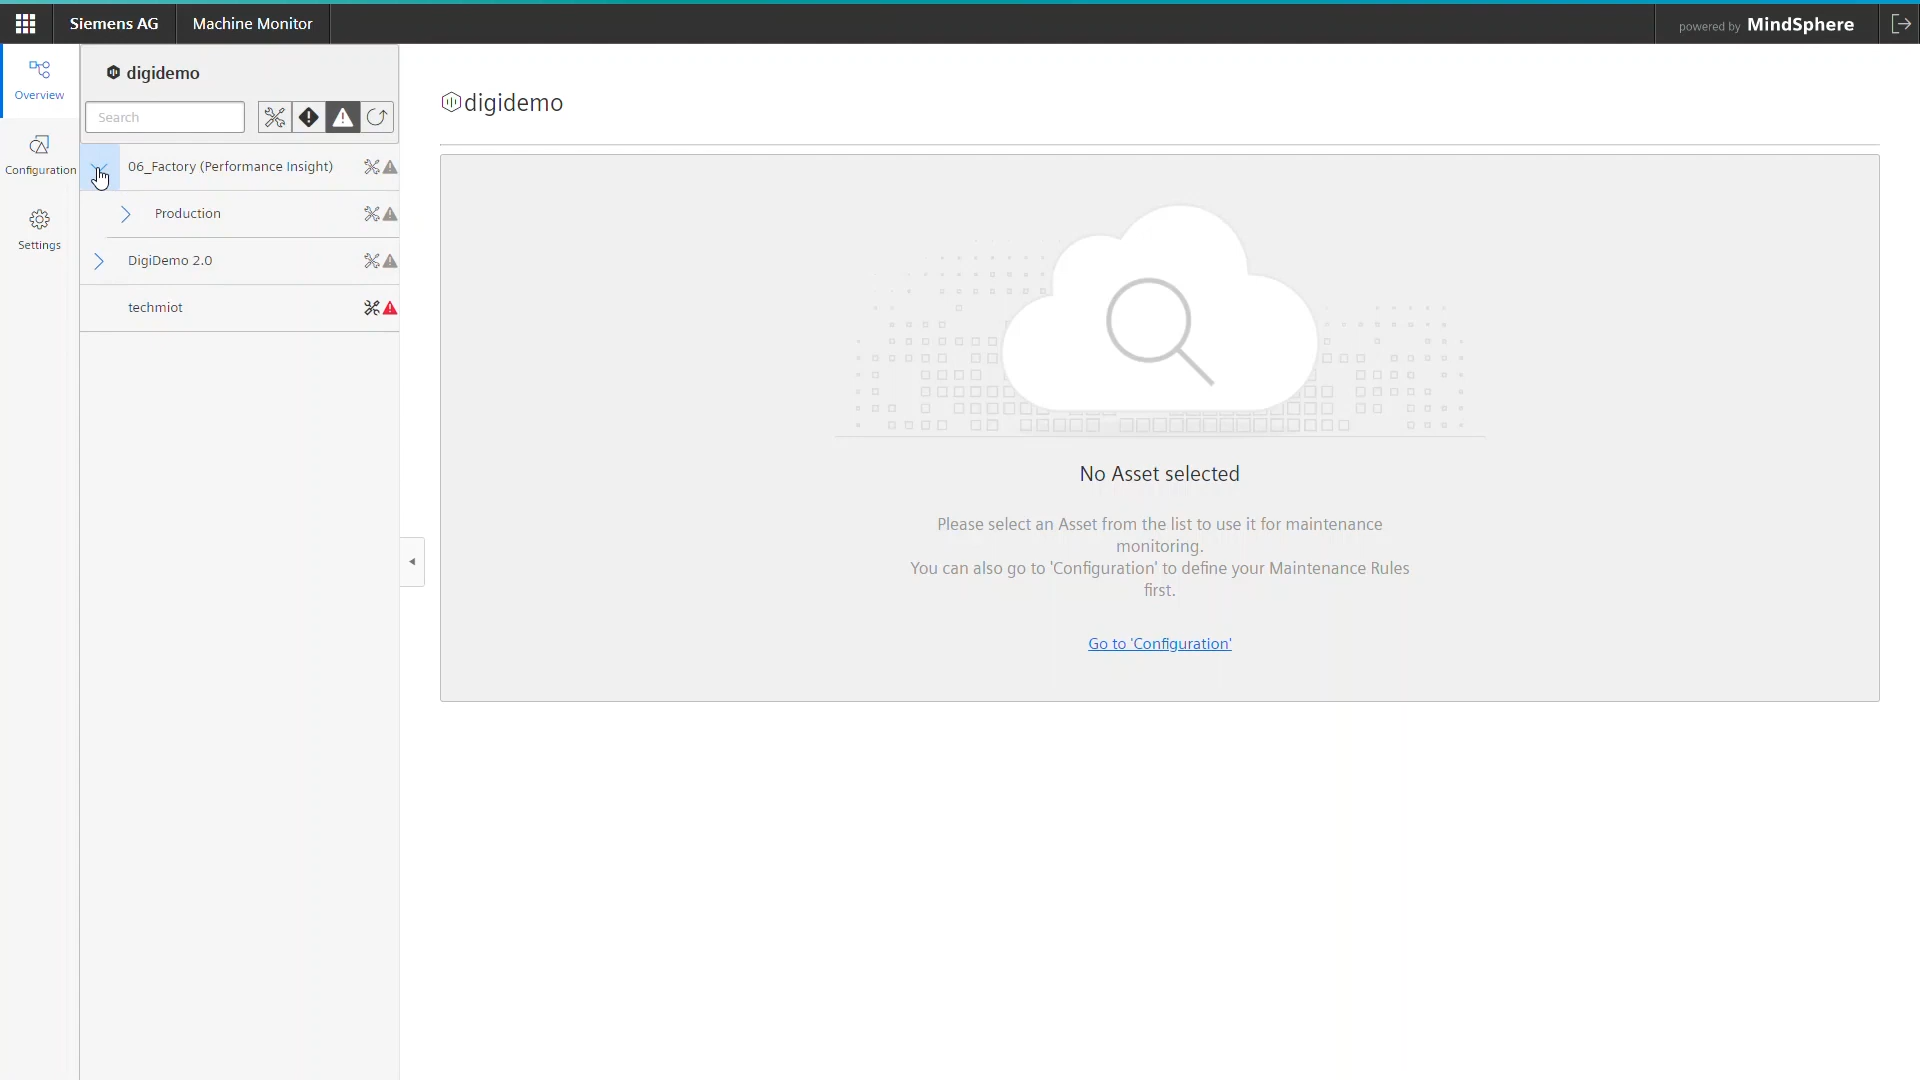 Siemens AG
Machine Monitor
powered by MindSphere
Overview
Configuration
Settings
digidemo
Search
06_Factory (Performance Insight)
Production
DigiDemo 2.0
techmiot
digidemo
No Asset selected
Please select an Asset from the list to use it for maintenance
monitoring.
You can also go to 'Configuration' to define your Maintenance Rules
first.
Go to 'Configuration'